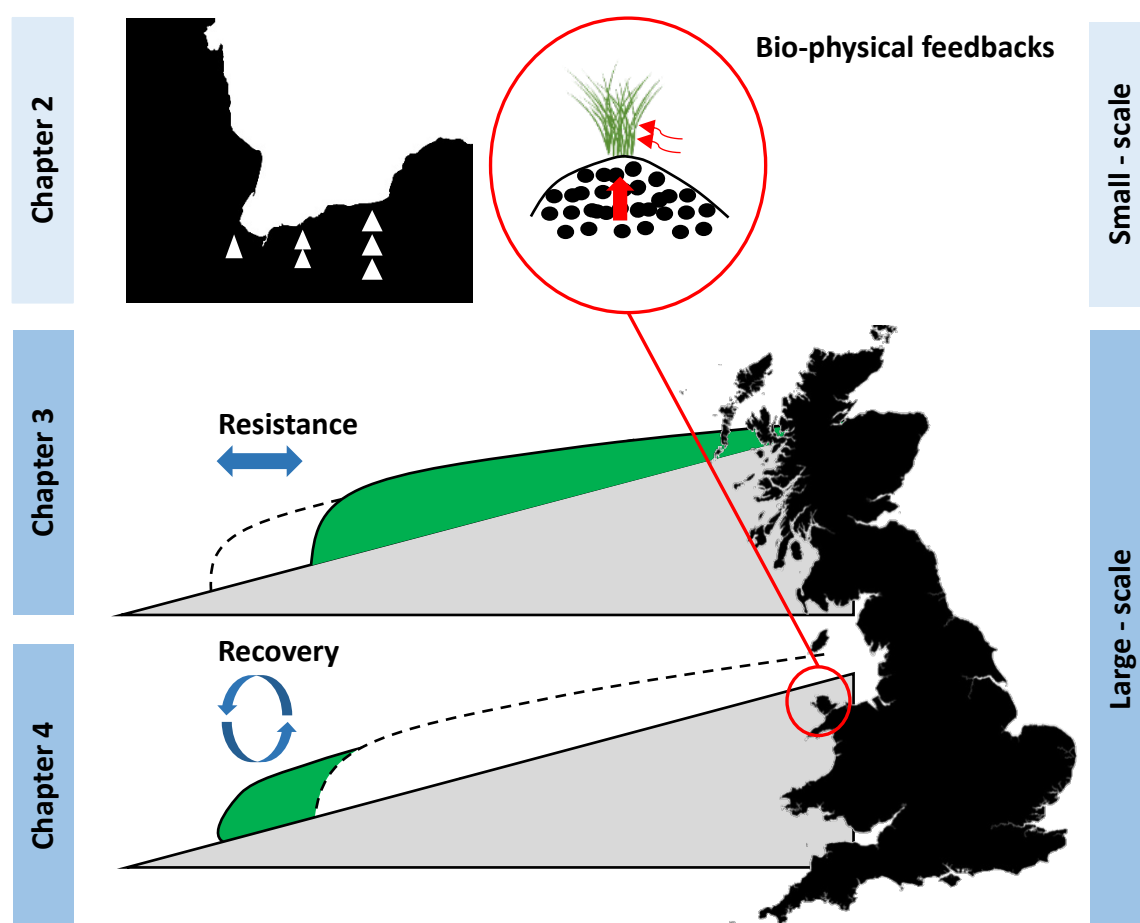 Chapter 2
Bio-physical feedbacks
Small - scale
Chapter 3
Resistance
Large - scale
Chapter 4
Recovery